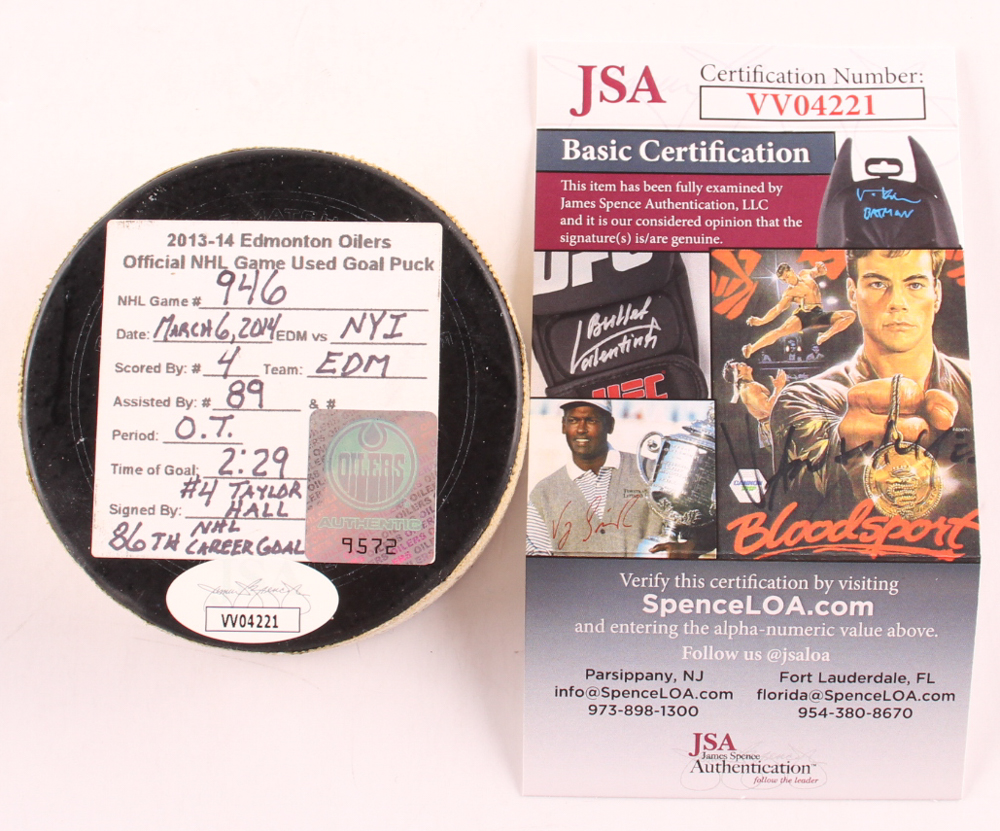 2013-14 Edmonton Oilers
Official NHL Game Used Goal Puck
NHL Game # 946
Date: MARCH 6, 2014 EDM vs NYI
Scored By: # 4 Team: EDM
Assisted By: # 89 & #
Period: O.T.
Time of Goal: 2:29
#4 TAYLOR
Signed By: HALL
NHL
86TH CAREER GOAL
OILERS
AUTHENTIC
9572
VV04221
JSA
Certification Number:
VV04221
Basic Certification
This item has been fully examined by
James Spence Authentication, LLC
and it is our considered opinion that the
signature(s) is/are genuine.
BATMAN
UFC
Bullet
Valentina
UFC
Bloodsport
Verify this certification by visiting
SpenceLOA.com
and entering the alpha-numeric value above.
Follow us @jsaloa
Parsippany, NJ
info@SpenceLOA.com
973-898-1300
Fort Lauderdale, FL
florida@SpenceLOA.com
954-380-8670
JSA
James Spence
Authentication
follow the leader